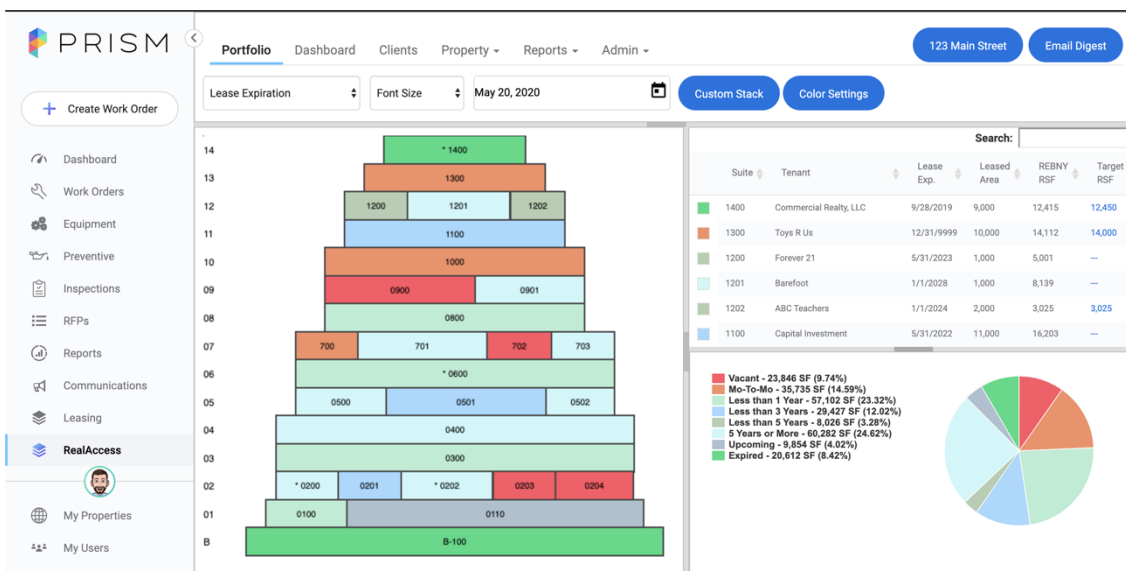 PRISM
Portfolio Dashboard Clients Property Reports Admin
123 Main Street Email Digest
Lease Expiration Font Size May 20, 2020 Custom Stack Color Settings
+ Create Work Order
Dashboard
Work Orders
Equipment
Preventive
Inspections
RFPs
Reports
Communications
Leasing
RealAccess
My Properties
My Users
14 * 1400
13 1300
12 1200 1201 1202
11 1100
10 1000
09 0900 0901
08 0800
07 700 701 702 703
06 * 0600
05 0500 0501 0502
04 0400
03 0300
02 * 0200 0201 * 0202 0203 0204
01 0100 0110
B B-100
Search:
Suite Tenant Lease Exp. Leased Area REBNY RSF Target RSF
1400 Commercial Realty, LLC 9/28/2019 9,000 12,415 12,450
1300 Toys R Us 12/31/9999 10,000 14,112 14,000
1200 Forever 21 5/31/2023 1,000 5,001 —
1201 Barefoot 1/1/2028 1,000 8,139 —
1202 ABC Teachers 1/1/2024 2,000 3,025 3,025
1100 Capital Investment 5/31/2022 11,000 16,203 —
Vacant - 23,846 SF (9.74%)
Mo-To-Mo - 35,735 SF (14.59%)
Less than 1 Year - 57,102 SF (23.32%)
Less than 3 Years - 29,427 SF (12.02%)
Less than 5 Years - 8,026 SF (3.28%)
5 Years or More - 60,282 SF (24.62%)
Upcoming - 9,854 SF (4.02%)
Expired - 20,612 SF (8.42%)